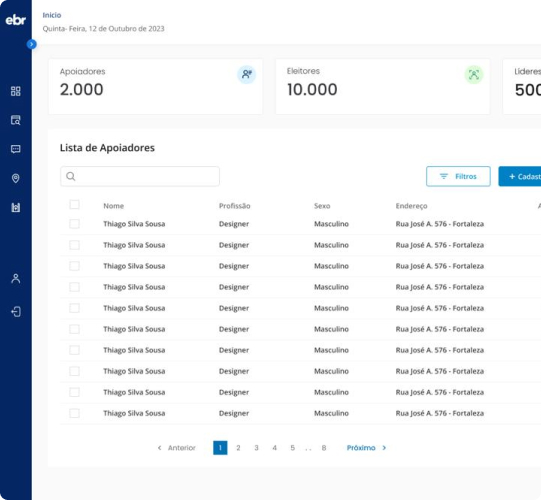 ebr
Início
Quinta- Feira, 12 de Outubro de 2023
Apoiadores
2.000
Eleitores
10.000
Lideres
500
Lista de Apoiadores
Filtros
+ Cadast
Nome Profissão Sexo Endereço A
Thiago Silva Sousa Designer Masculino Rua José A. 576 - Fortaleza
Thiago Silva Sousa Designer Masculino Rua José A. 576 - Fortaleza
Thiago Silva Sousa Designer Masculino Rua José A. 576 - Fortaleza
Thiago Silva Sousa Designer Masculino Rua José A. 576 - Fortaleza
Thiago Silva Sousa Designer Masculino Rua José A. 576 - Fortaleza
Thiago Silva Sousa Designer Masculino Rua José A. 576 - Fortaleza
Thiago Silva Sousa Designer Masculino Rua José A. 576 - Fortaleza
Thiago Silva Sousa Designer Masculino Rua José A. 576 - Fortaleza
Thiago Silva Sousa Designer Masculino Rua José A. 576 - Fortaleza
Thiago Silva Sousa Designer Masculino Rua José A. 576 - Fortaleza
< Anterior 1 2 3 4 5 .. 8 Próximo >